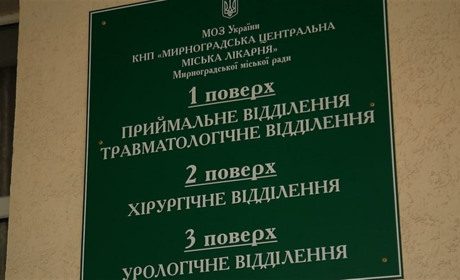 МОЗ України
КНП «МИРНОГРАДСЬКА ЦЕНТРАЛЬНА
МІСЬКА ЛІКАРНЯ»
Мирноградської міської ради
1 поверх
ПРИЙМАЛЬНЕ ВІДДІЛЕННЯ
ТРАВМАТОЛОГІЧНЕ ВІДДІЛЕННЯ
2 поверх
ХІРУРГІЧНЕ ВІДДІЛЕННЯ
3 поверх
УРОЛОГІЧНЕ ВІДДІЛЕННЯ